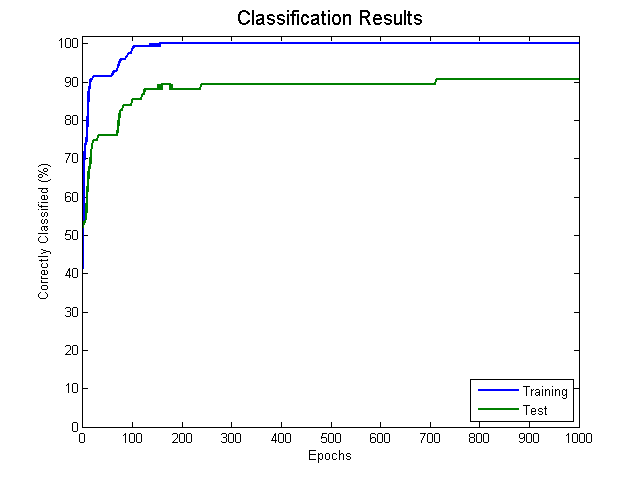 Classification Results
100
90
80
70
60
50
40
30
20
10
0
Correctly Classified (%)
0 100 200 300 400 500 600 700 800 900 1000
Epochs
Training
Test